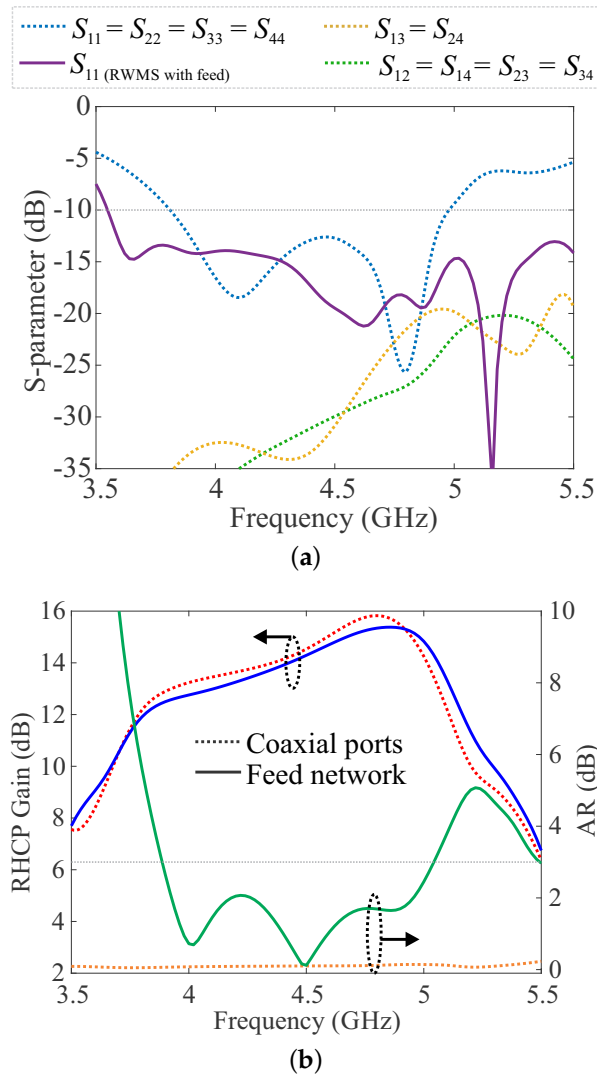 S11 = S22 = S33 = S44
S13 = S24
S11 (RWMS with feed)
S12 = S14 = S23 = S34
0
-5
-10
-15
-20
-25
-30
-35
S-parameter (dB)
3.5
4
4.5
5
5.5
Frequency (GHz)
(a)
16
14
12
10
8
6
4
2
RHCP Gain (dB)
10
8
6
4
2
0
AR (dB)
Coaxial ports
Feed network
3.5
4
4.5
5
5.5
Frequency (GHz)
(b)